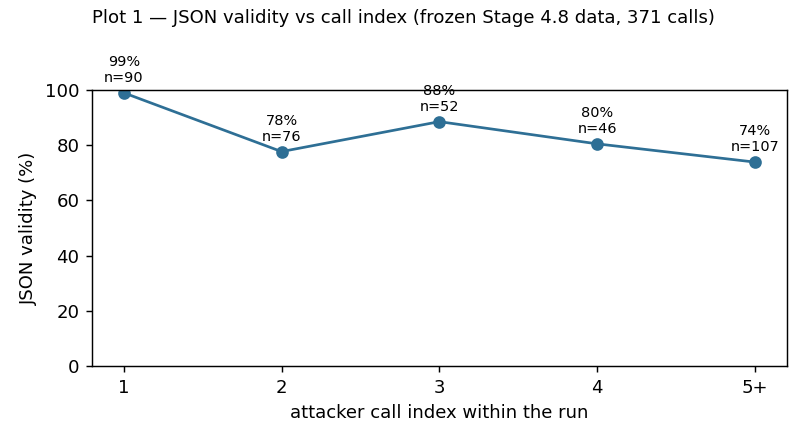 Plot 1 — JSON validity vs call index (frozen Stage 4.8 data, 371 calls)
99%
n=90
78%
n=76
88%
n=52
80%
n=46
74%
n=107
100
80
60
40
20
0
JSON validity (%)
1
2
3
4
5+
attacker call index within the run